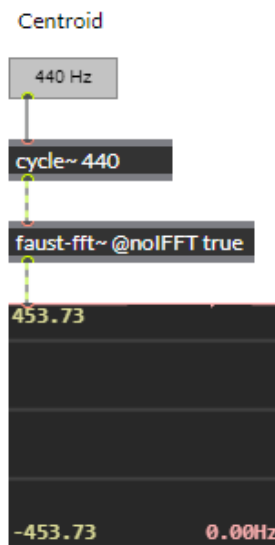 Centroid
440 Hz
cycle~ 440
faust-fft~ @noIFFT true
453.73
-453.73 0.00Hz